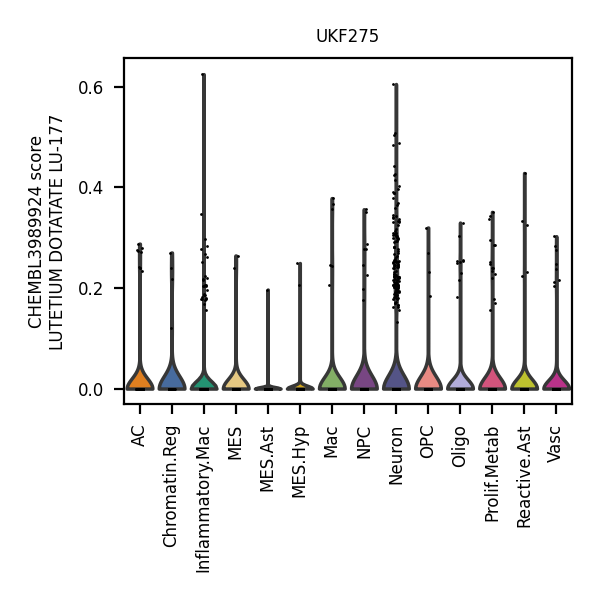 UKF275
CHEMBL3989924 score
LUTETIUM DOTATATE LU-177
0.6
0.4
0.2
0.0
AC
Chromatin.Reg
Inflammatory.Mac
MES
MES.Ast
MES.Hyp
Mac
NPC
Neuron
OPC
Oligo
Prolif.Metab
Reactive.Ast
Vasc